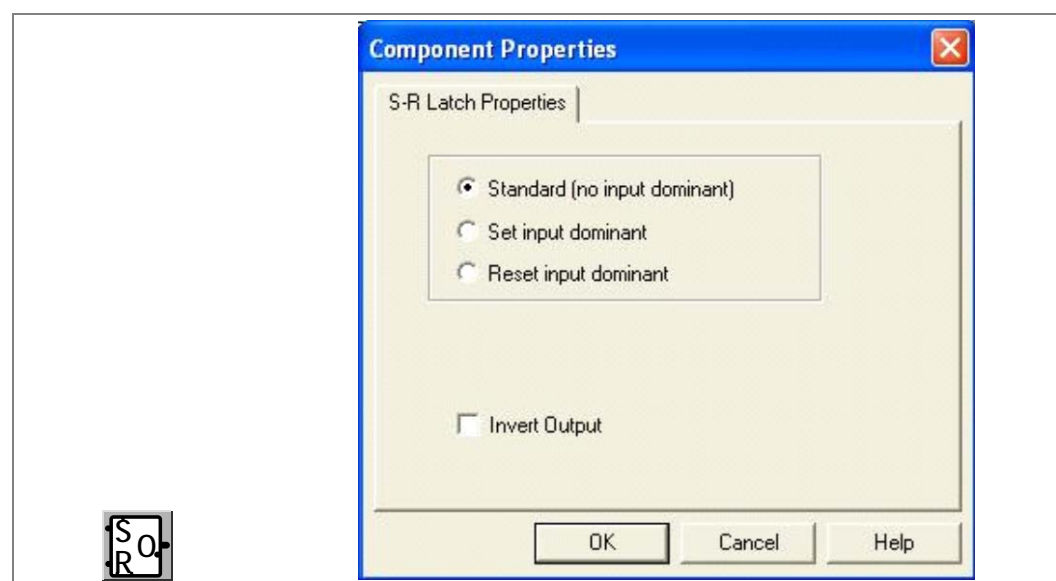 Component Properties
S-R Latch Properties
Standard (no input dominant)
Set input dominant
Reset input dominant
Invert Output
S
R
Q
OK
Cancel
Help